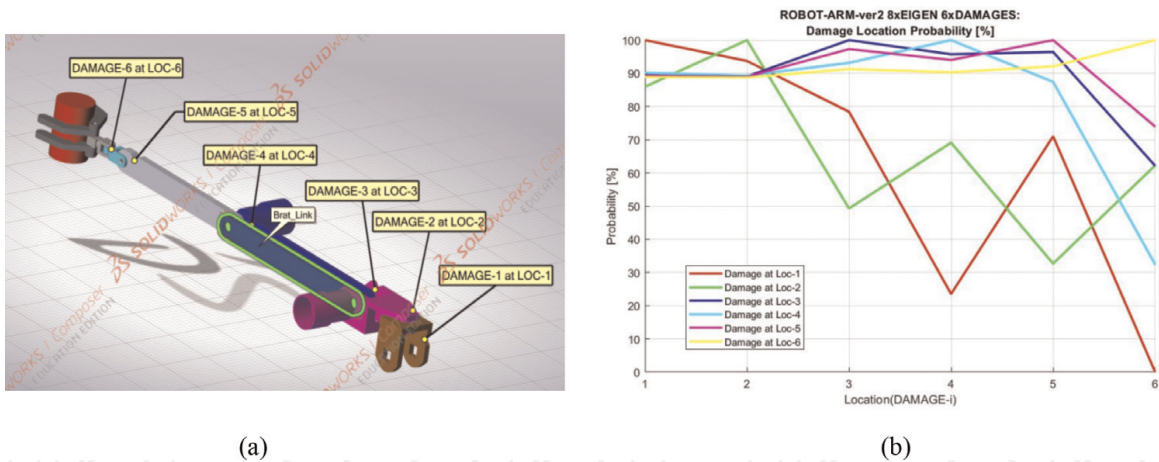 DAMAGE-6 at LOC-6
DAMAGE-5 at LOC-5
DAMAGE-4 at LOC-4
Brat_Link
DAMAGE-3 at LOC-3
DAMAGE-2 at LOC-2
DAMAGE-1 at LOC-1
SOLIDWORKS | Composer
EDUCATION EDITION
(a)
ROBOT-ARM-ver2 8xEIGEN 6xDAMAGES:
Damage Location Probability [%]
Probability [%]
100
90
80
70
60
50
40
30
20
10
0
Damage at Loc-1
Damage at Loc-2
Damage at Loc-3
Damage at Loc-4
Damage at Loc-5
Damage at Loc-6
1 2 3 4 5 6
Location(DAMAGE-i)
(b)